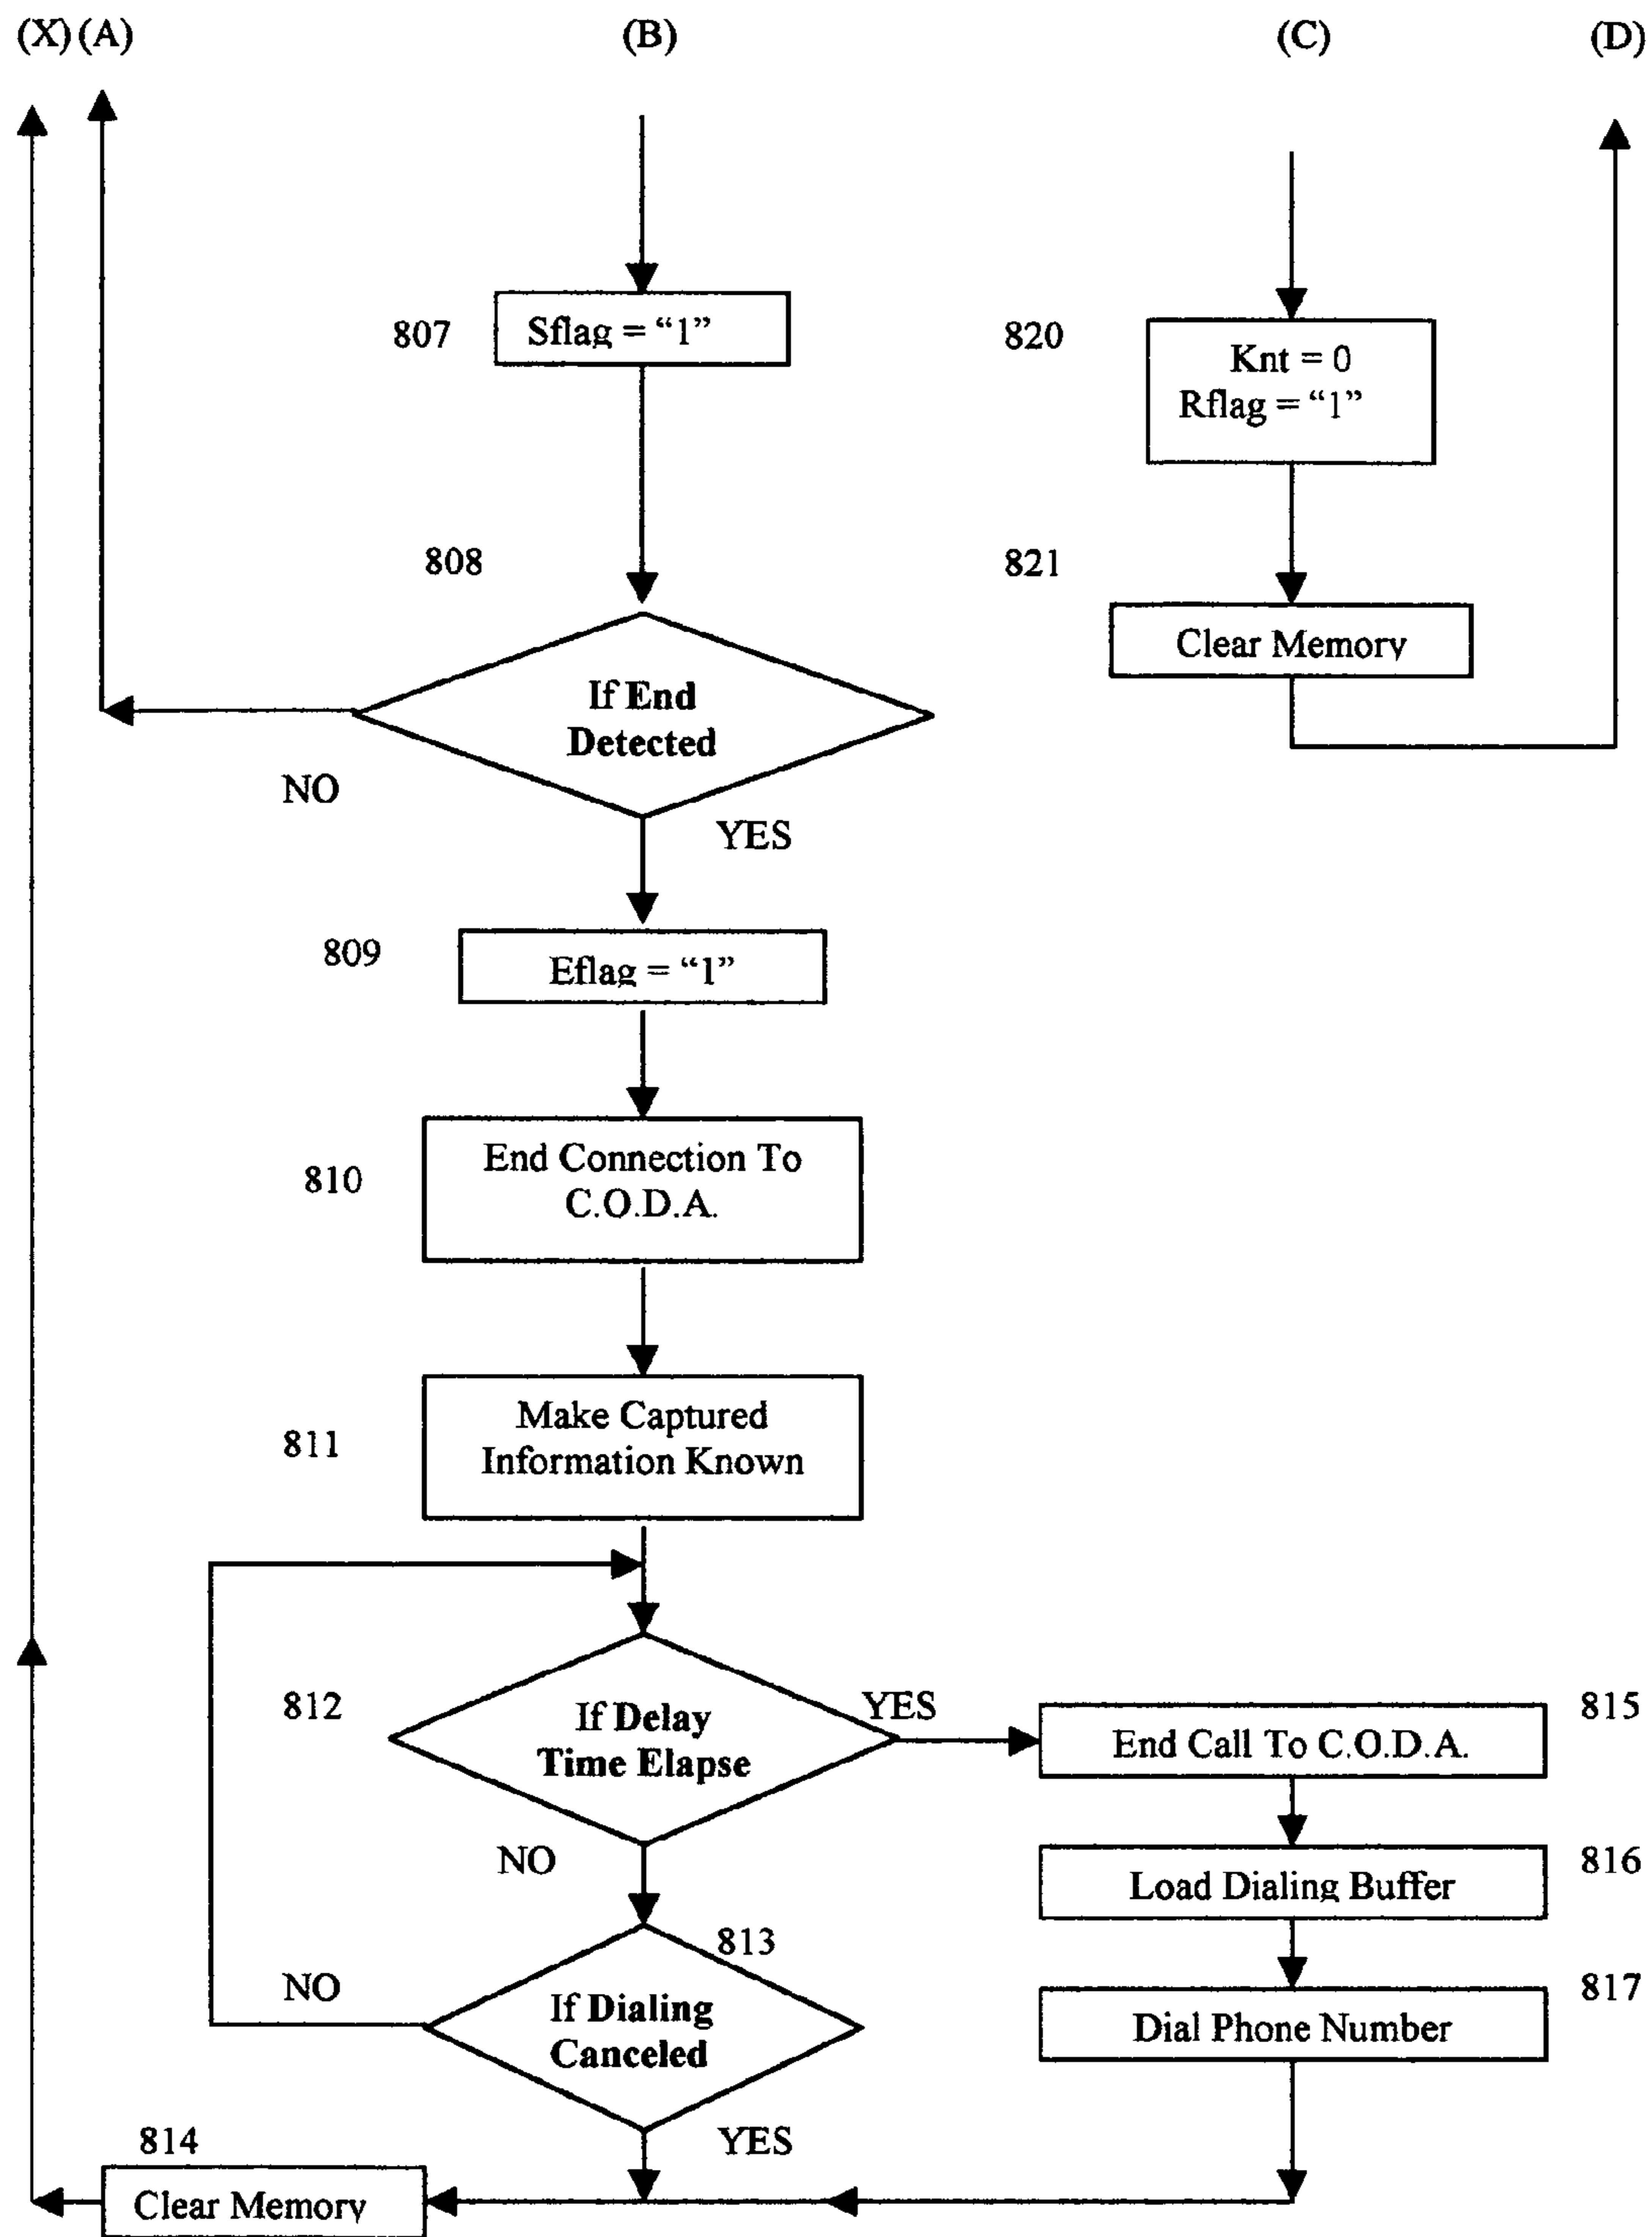 (X) (A) (B) (C) (D)
807
Sflag = “1”
820
Knt = 0
Rflag = “1”
808
821
Clear Memory
If End
Detected
NO
YES
809
Eflag = “1”
810
End Connection To
C.O.D.A.
811
Make Captured
Information Known
812
If Delay
Time Elapse
YES
815
End Call To C.O.D.A.
NO
816
Load Dialing Buffer
813
NO
If Dialing
Canceled
817
Dial Phone Number
YES
814
Clear Memory